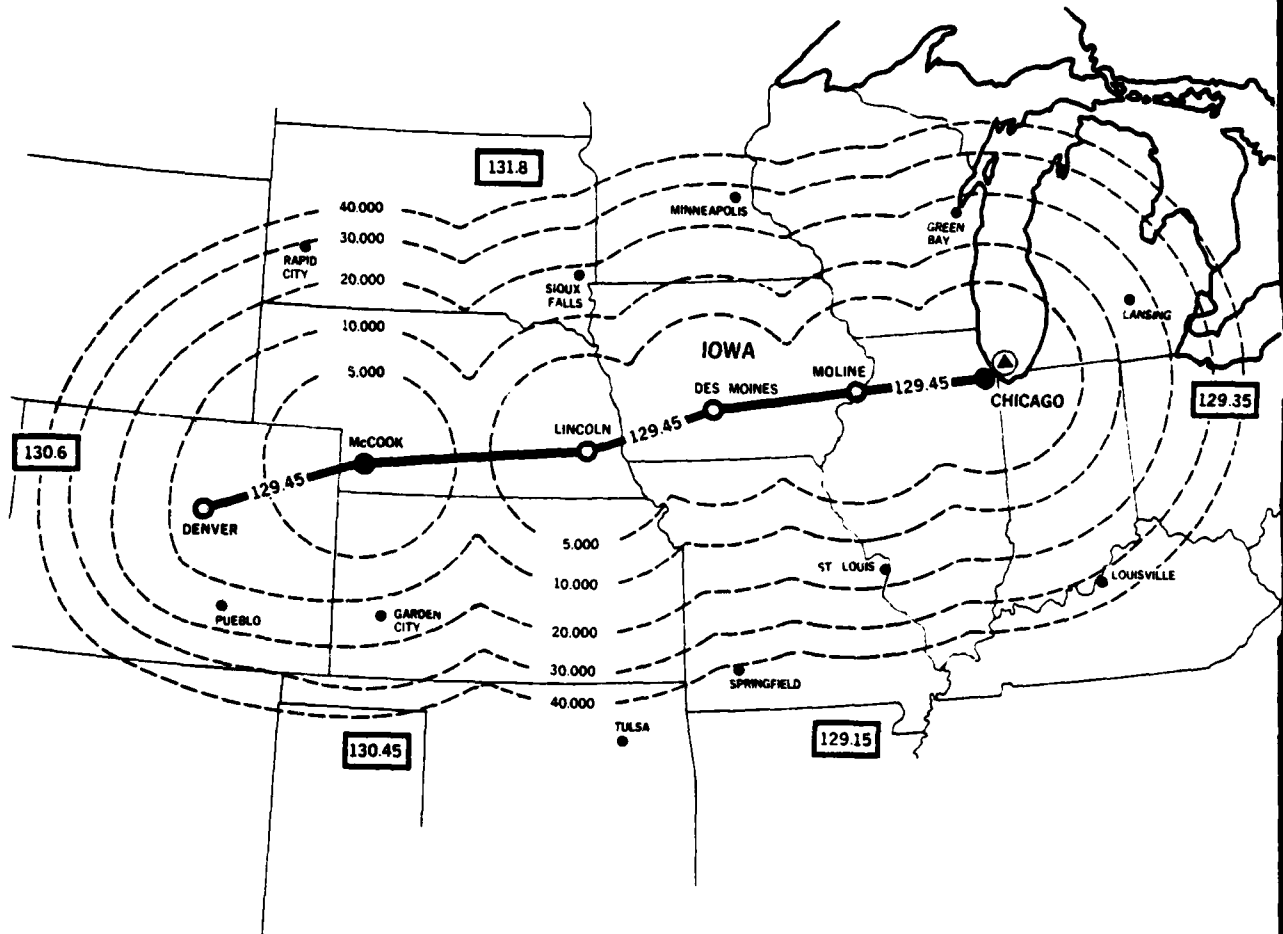 131.8
40.000
30.000
20.000
10.000
5.000
RAPID
CITY
SIOUX
FALLS
MINNEAPOLIS
GREEN
BAY
LANSING
IOWA
MOLINE
DES MOINES
129.45
CHICAGO
129.35
LINCOLN
129.45
McCOOK
130.6
129.45
DENVER
5.000
10.000
20.000
30.000
40.000
ST LOUIS
LOUISVILLE
PUEBLO
GARDEN
CITY
SPRINGFIELD
TULSA
130.45
129.15